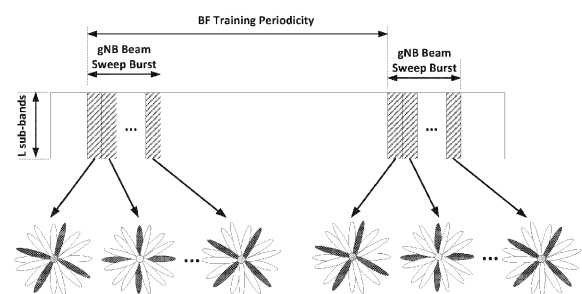 BF Training Periodicity
gNB Beam
Sweep Burst
gNB Beam
Sweep Burst
L sub-bands
...
...
...
...